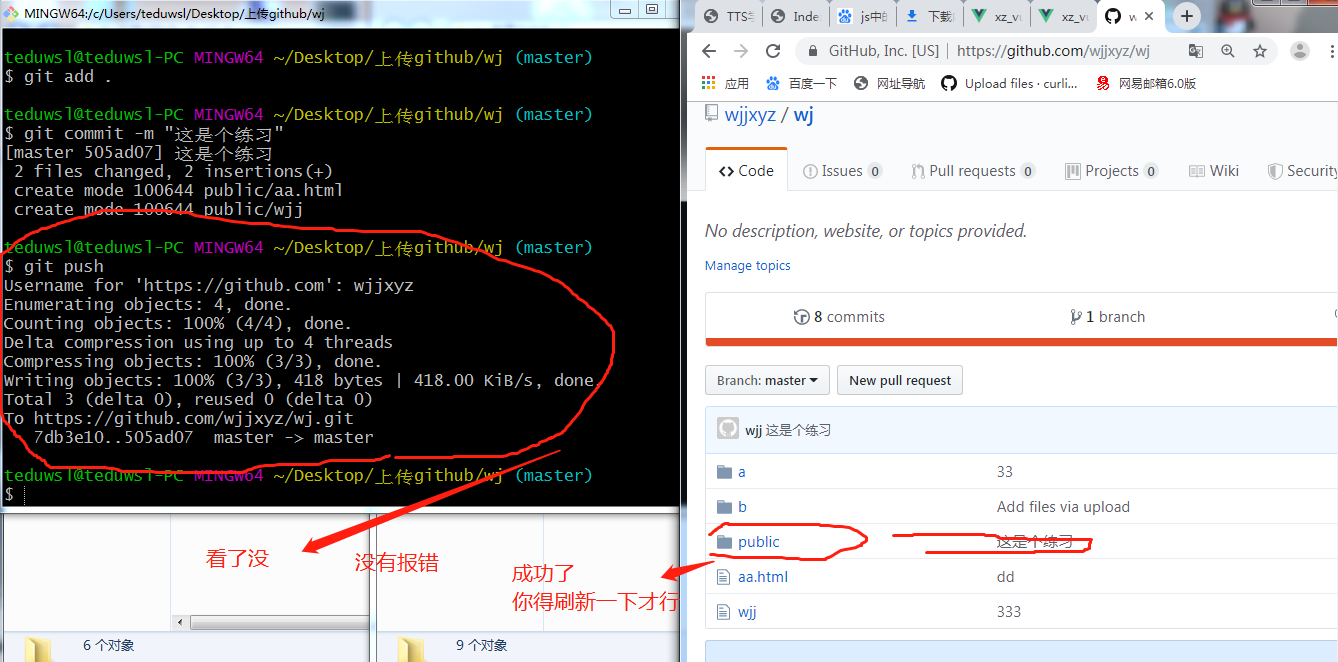 MINGW64:/c/Users/teduwsl/Desktop/上传github/wj
teduwsl@teduwsl-PC MINGW64 ~/Desktop/上传github/wj (master)
$ git add .
teduwsl@teduwsl-PC MINGW64 ~/Desktop/上传github/wj (master)
$ git commit -m "这是个练习"
[master 505ad07] 这是个练习
2 files changed, 2 insertions(+)
create mode 100644 public/aa.html
create mode 100644 public/wjj
teduwsl@teduwsl-PC MINGW64 ~/Desktop/上传github/wj (master)
$ git push
Username for 'https://github.com': wjjxyz
Enumerating objects: 4, done.
Counting objects: 100% (4/4), done.
Delta compression using up to 4 threads
Compressing objects: 100% (3/3), done.
Writing objects: 100% (3/3), 418 bytes | 418.00 KiB/s, done.
Total 3 (delta 0), reused 0 (delta 0)
To https://github.com/wjjxyz/wj.git
7db3e10..505ad07 master -> master
teduwsl@teduwsl-PC MINGW64 ~/Desktop/上传github/wj (master)
$
看了没
没有报错
成功了
你得刷新一下才行
6 个对象
9 个对象
TTS Inde js中的 下载 xz_vu xz_vu w
GitHub, Inc. [US] | https://github.com/wjjxyz/wj
应用 百度一下 网址导航 Upload files · curli... 网易邮箱6.0版
wjjxyz / wj
Code Issues 0 Pull requests 0 Projects 0 Wiki Security
No description, website, or topics provided.
Manage topics
8 commits 1 branch
Branch: master New pull request
wjj 这是个练习
a 33
b Add files via upload
public 这是个练习
aa.html dd
wjj 333